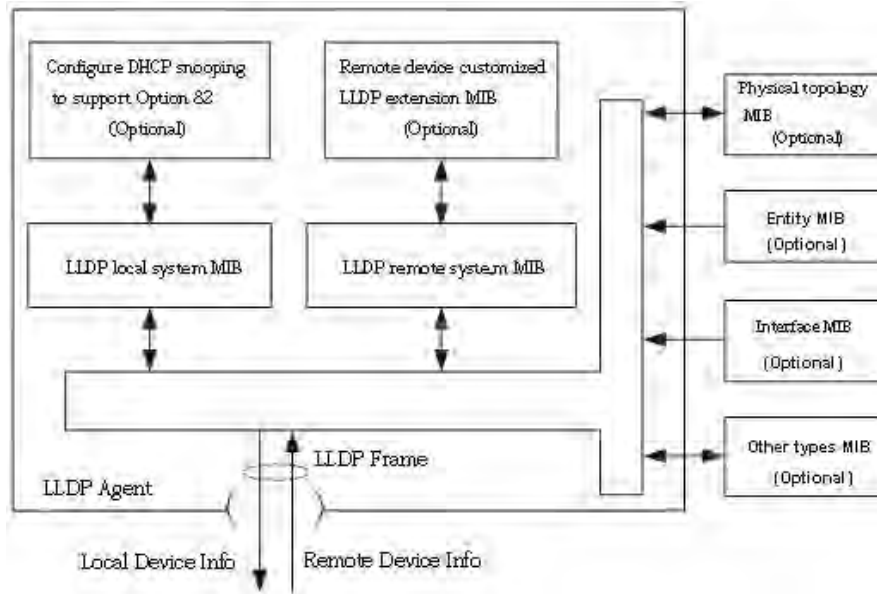 Configure DHCP snooping
to support Option 82
(Optional)
Remote device customized
LLDP extension MIB
(Optional)
Physical topology
MIB
(Optional)
LLDP local system MIB
LLDP remote system MIB
Entity MIB
(Optional)
Interface MIB
(Optional)
Other types MIB
(Optional)
LLDP Frame
LLDP Agent
Local Device Info
Remote Device Info